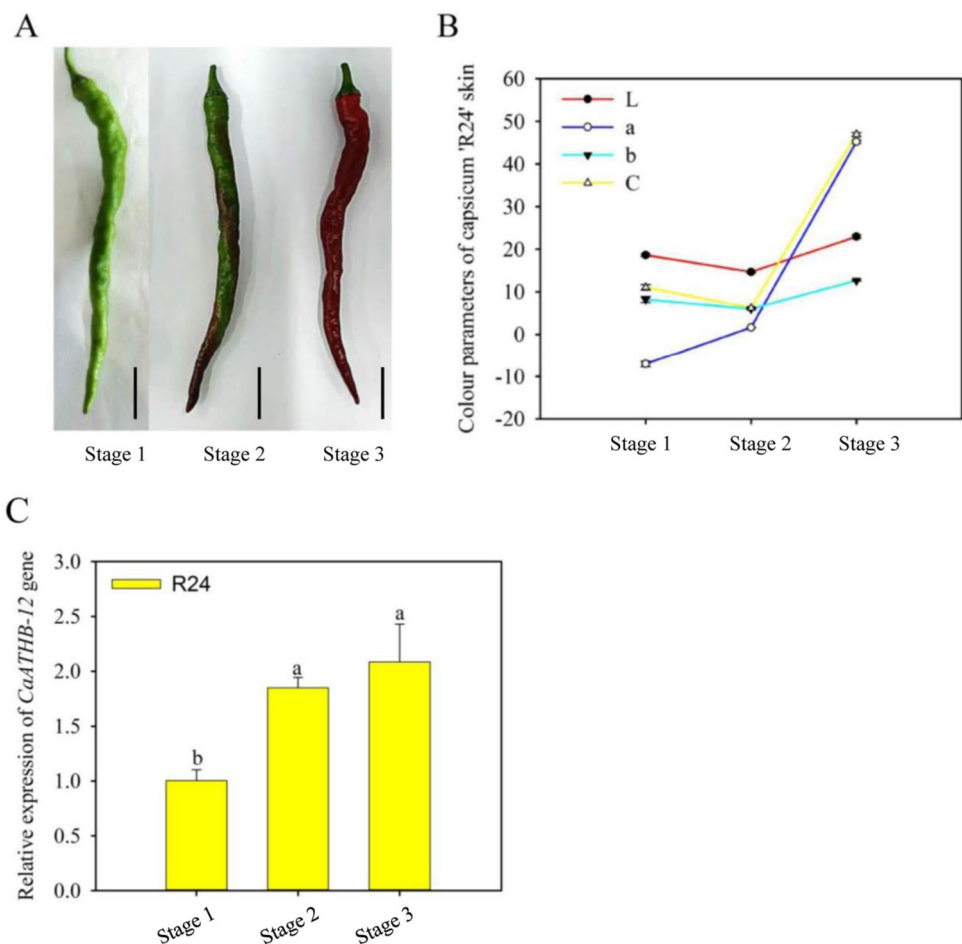 A
Stage 1
Stage 2
Stage 3
B
Colour parameters of capsicum 'R24' skin
60
50
40
30
20
10
0
-10
-20
L
a
b
C
Stage 1
Stage 2
Stage 3
C
Relative expression of CaATHB-12 gene
3.0
2.5
2.0
1.5
1.0
0.5
0.0
R24
b
a
a
Stage 1
Stage 2
Stage 3